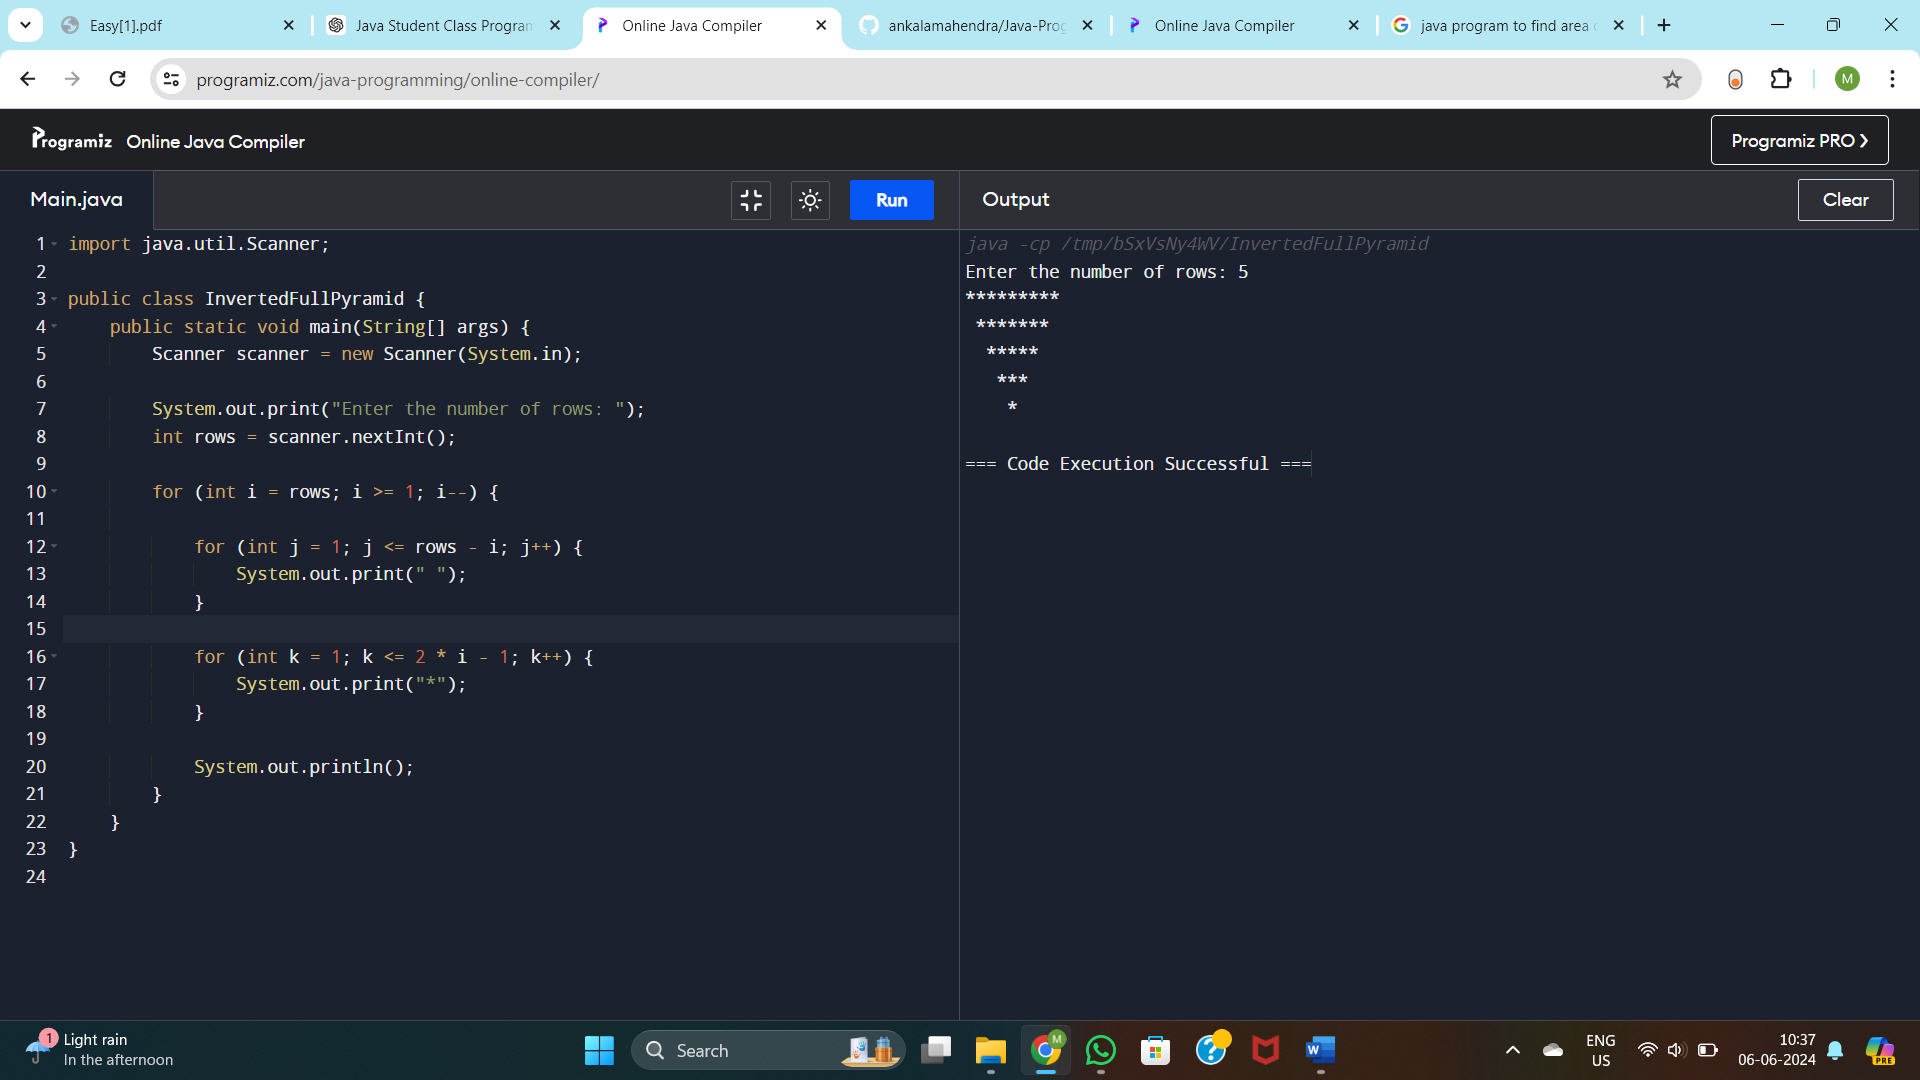 Easy[1].pdf
Java Student Class Program
Online Java Compiler
ankalamahendra/Java-Prog
Online Java Compiler
java program to find area
programiz.com/java-programming/online-compiler/
M
Programiz
Online Java Compiler
Programiz PRO ❯
Main.java
Run
Output
Clear
1 import java.util.Scanner;
2
3 public class InvertedFullPyramid {
4     public static void main(String[] args) {
5         Scanner scanner = new Scanner(System.in);
6
7         System.out.print("Enter the number of rows: ");
8         int rows = scanner.nextInt();
9
10         for (int i = rows; i >= 1; i--) {
11
12             for (int j = 1; j <= rows - i; j++) {
13                 System.out.print(" ");
14             }
15
16             for (int k = 1; k <= 2 * i - 1; k++) {
17                 System.out.print("*");
18             }
19
20             System.out.println();
21         }
22     }
23 }
24
java -cp /tmp/bSxVsNy4WV/InvertedFullPyramid
Enter the number of rows: 5
*********
 *******
  *****
   ***
    *
=== Code Execution Successful ===
1
Light rain
In the afternoon
Search
M
W
ENG
US
10:37
06-06-2024
PRE